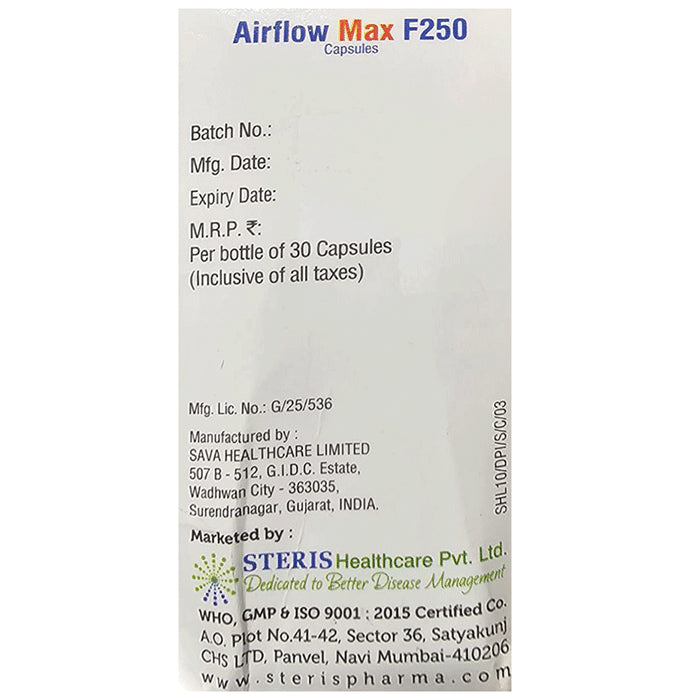 Airflow Max F250
Capsules
Batch No.:
Mfg. Date:
Expiry Date:
M.R.P. ₹:
Per bottle of 30 Capsules
(Inclusive of all taxes)
Mfg. Lic. No.: G/25/536
Manufactured by :
SAVA HEALTHCARE LIMITED
507 B - 512, G.I.D.C. Estate,
Wadhwan City - 363035,
Surendranagar, Gujarat, INDIA.
SHL10/DPI/S/C/03
Marketed by :
STERIS Healthcare Pvt. Ltd.
Dedicated to Better Disease Management
WHO, GMP & ISO 9001 : 2015 Certified Co.
A.O. Plot No.41-42, Sector 36, Satyakunj
CHS LTD, Panvel, Navi Mumbai-410206
www.sterispharma.com